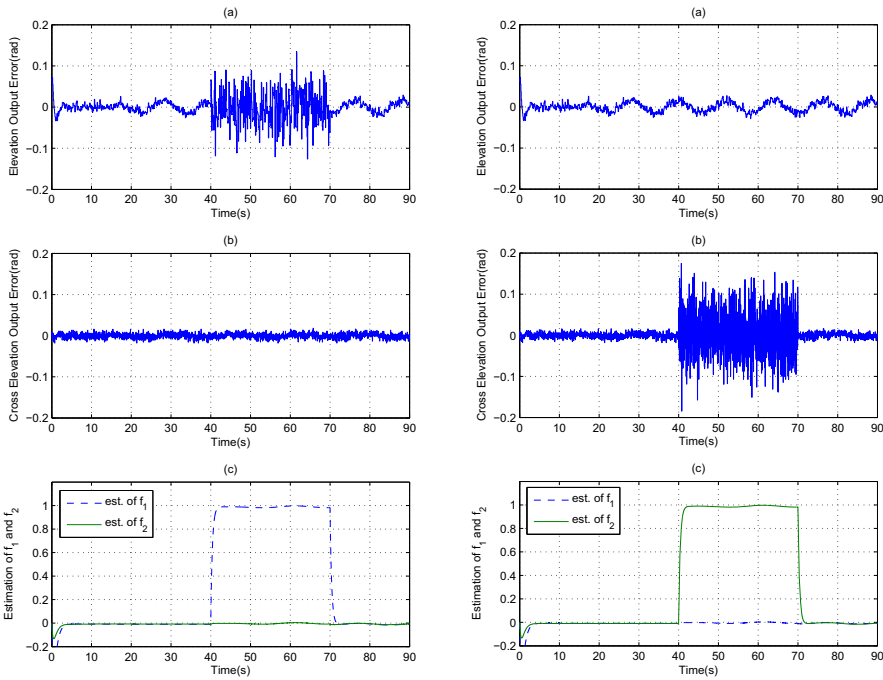 (a)
Elevation Output Error(rad)
0.2
0.1
0
−0.1
−0.2
0 10 20 30 40 50 60 70 80 90
Time(s)
(b)
Cross Elevation Output Error(rad)
0.2
0.1
0
−0.1
−0.2
0 10 20 30 40 50 60 70 80 90
Time(s)
(c)
Estimation of f1 and f2
1
0.8
0.6
0.4
0.2
0
−0.2
est. of f1
est. of f2
0 10 20 30 40 50 60 70 80 90
Time(s)
(a)
Elevation Output Error(rad)
0.2
0.1
0
−0.1
−0.2
0 10 20 30 40 50 60 70 80 90
Time(s)
(b)
Cross Elevation Output Error(rad)
0.2
0.1
0
−0.1
−0.2
0 10 20 30 40 50 60 70 80 90
Time(s)
(c)
Estimation of f1 and f2
1
0.8
0.6
0.4
0.2
0
−0.2
est. of f1
est. of f2
0 10 20 30 40 50 60 70 80 90
Time(s)